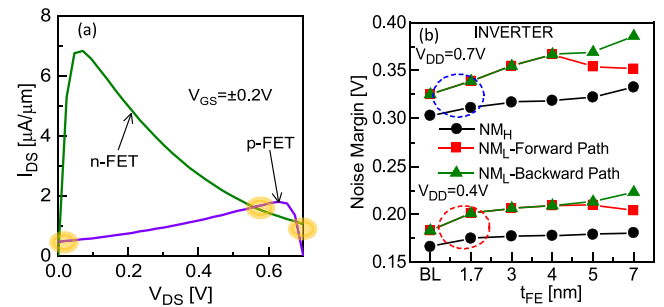 (a)
8
6
4
2
0
I_DS [µA/µm]
V_GS=±0.2V
n-FET
p-FET
0.0 0.2 0.4 0.6
V_DS [V]
(b) INVERTER
0.40
0.35
0.30
0.25
0.20
0.15
Noise Margin [V]
V_DD=0.7V
NM_H
NM_L-Forward Path
NM_L-Backward Path
V_DD=0.4V
BL 1.7 3 4 5 7
t_FE [nm]